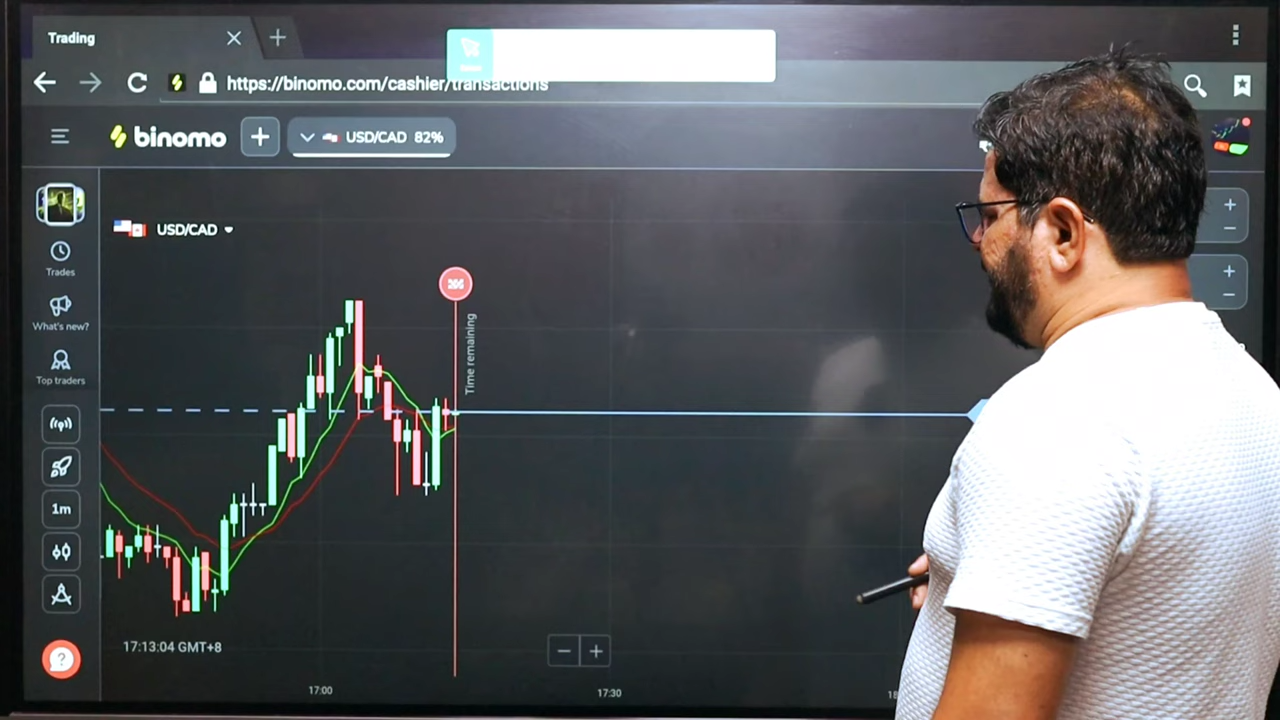 Trading
https://binomo.com/cashier/transactions
binomo
USD/CAD 82%
USD/CAD
Trades
What's new?
Top traders
Time remaining
1m
17:13:04 GMT+8
17:00
17:30